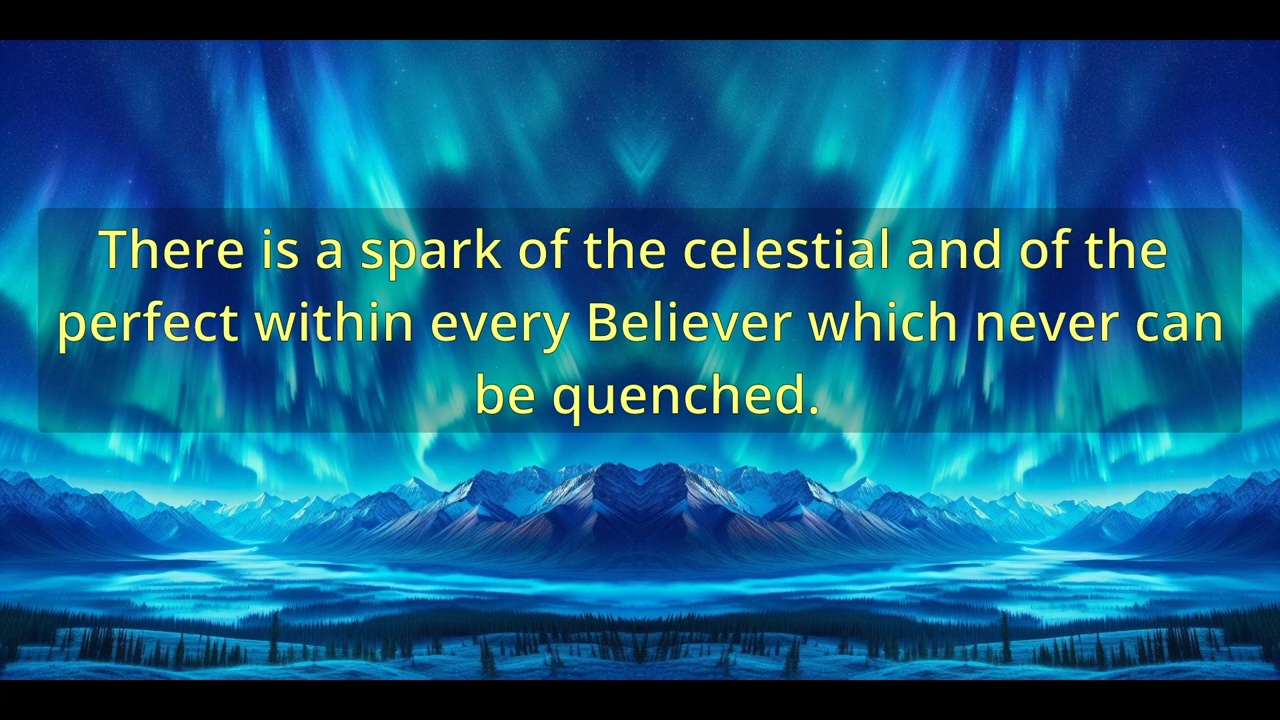 There is a spark of the celestial and of the
perfect within every Believer which never can
be quenched.